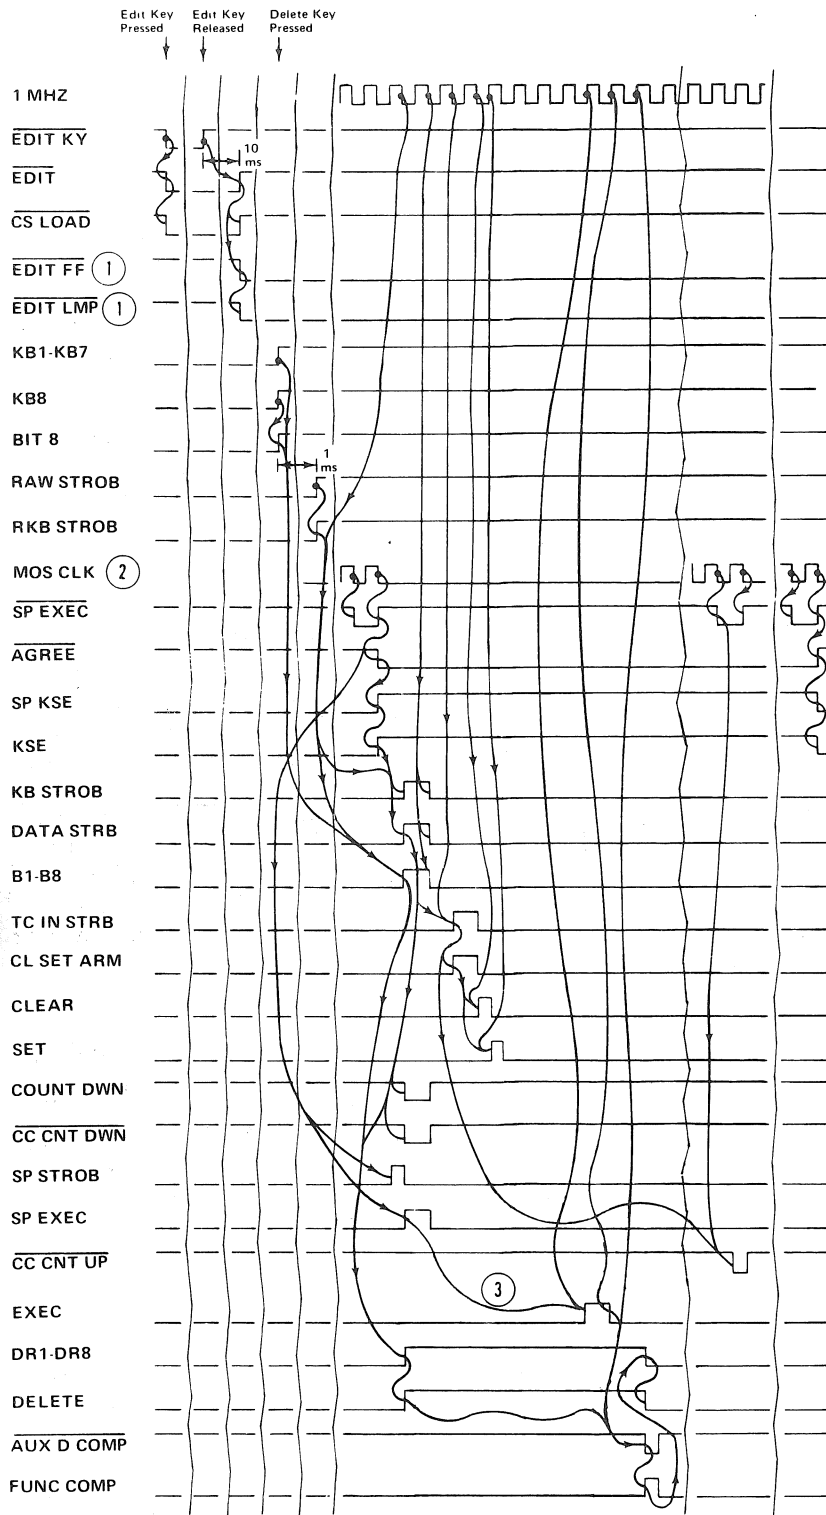 Edit Key Pressed
Edit Key Released
Delete Key Pressed
1 MHZ
EDIT KY
10 ms
EDIT
CS LOAD
EDIT FF 1
EDIT LMP 1
KB1-KB7
KB8
BIT 8
1 ms
RAW STROB
RKB STROB
MOS CLK 2
SP EXEC
AGREE
SP KSE
KSE
KB STROB
DATA STRB
B1-B8
TC IN STRB
CL SET ARM
CLEAR
SET
COUNT DWN
CC CNT DWN
SP STROB
SP EXEC
CC CNT UP
3
EXEC
DR1-DR8
DELETE
AUX D COMP
FUNC COMP